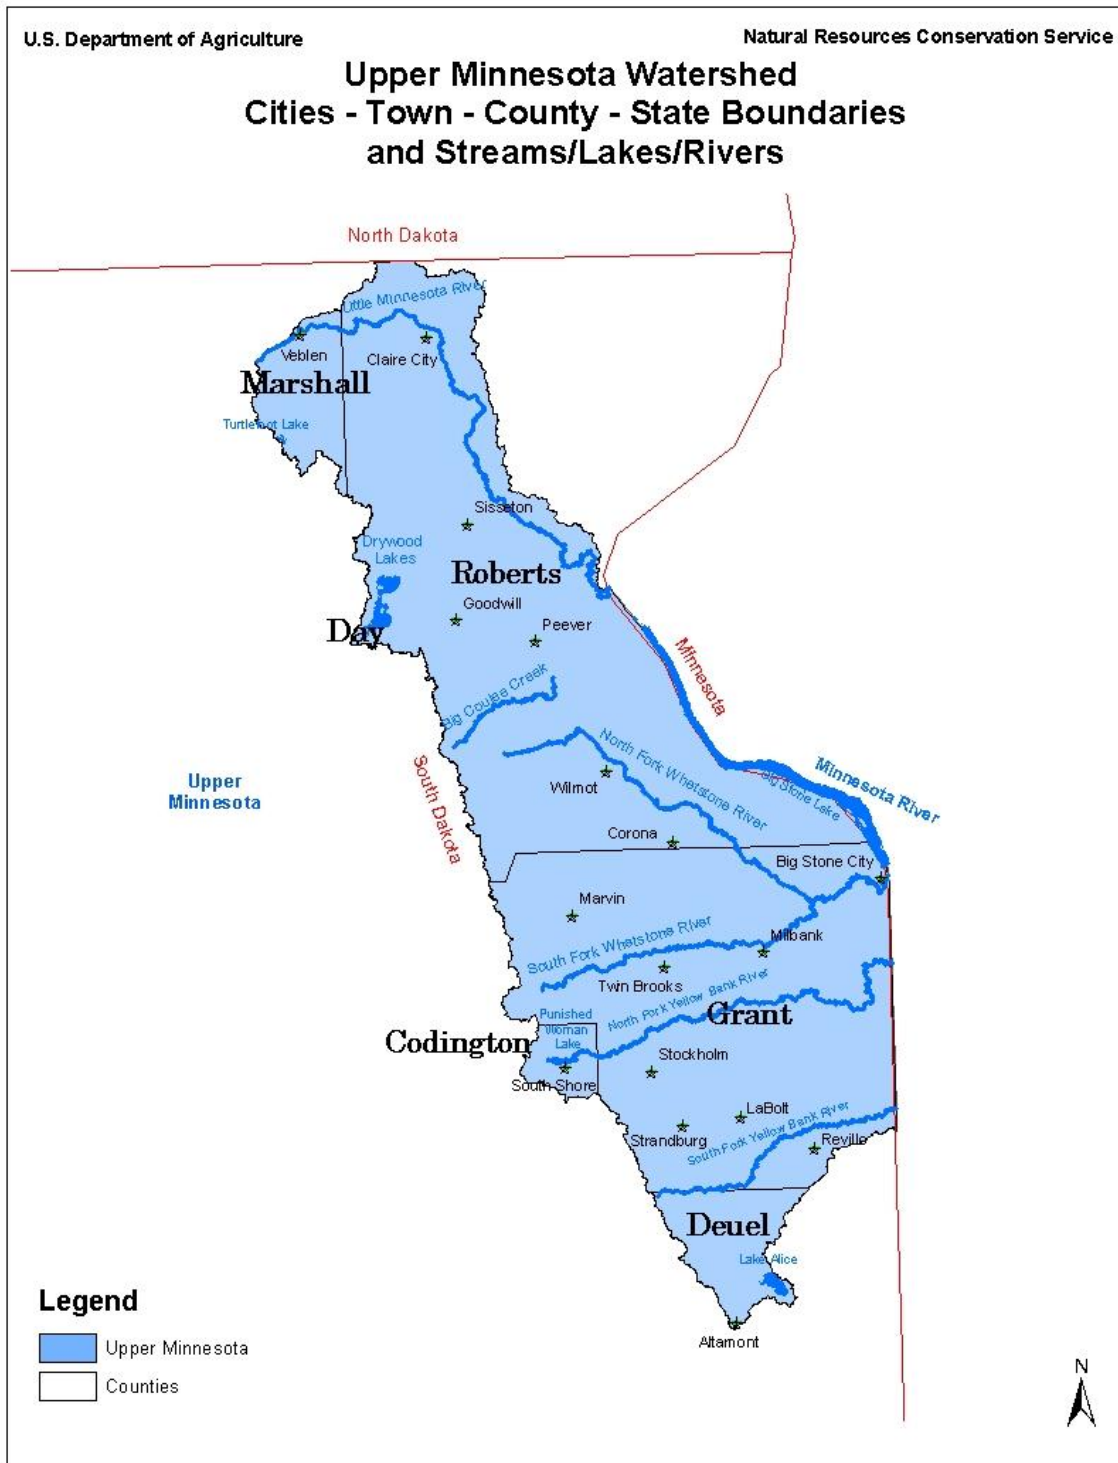 U.S. Department of Agriculture
Natural Resources Conservation Service
Upper Minnesota Watershed
Cities - Town - County - State Boundaries
and Streams/Lakes/Rivers
North Dakota
Little Minnesota River
Veblen
Claire City
Marshall
Turtlefoot Lake
Sisseton
Drywood
Lakes
Roberts
Goodwill
Day
Peever
Minnesota
Big Coulee Creek
North Fork Whetstone River
South Dakota
Upper
Minnesota
Wilmot
Big Stone Lake
Minnesota River
Corona
Big Stone City
Marvin
South Fork Whetstone River
Milbank
Twin Brooks
North Fork Yellow Bank River
Punished
Woman
Lake
Grant
Codington
Stockholm
South Shore
LaBolt
Strandburg
South Fork Yellow Bank River
Reville
Deuel
Lake Alice
Altamont
Legend
Upper Minnesota
Counties
N